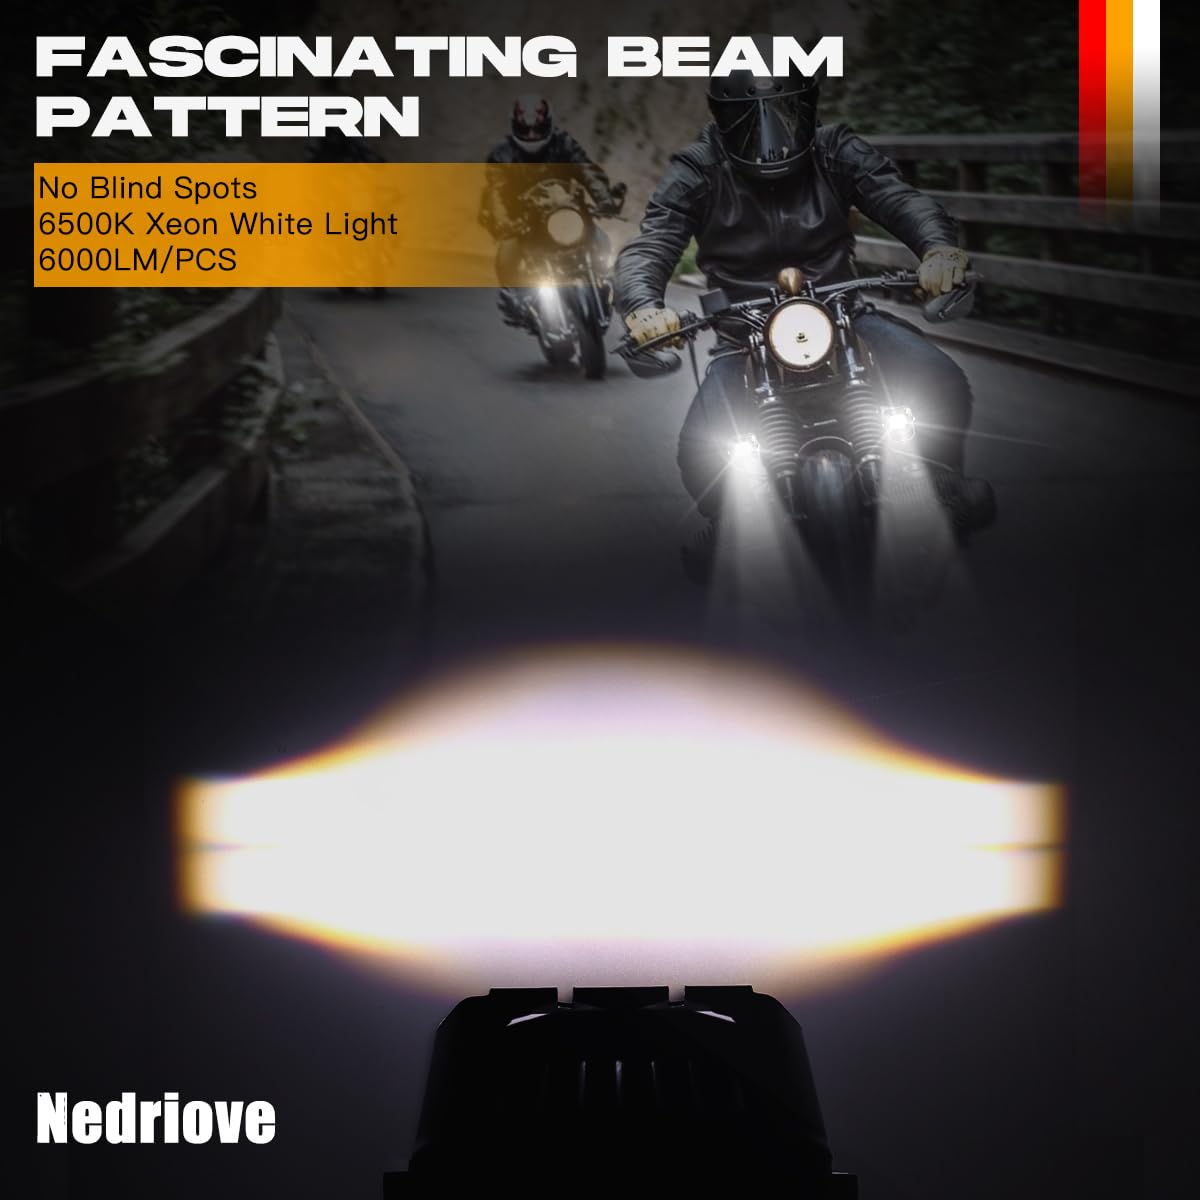 FASCINATING BEAM
PATTERN
No Blind Spots
6500K Xeon White Light
6000LM/PCS
Nedriove